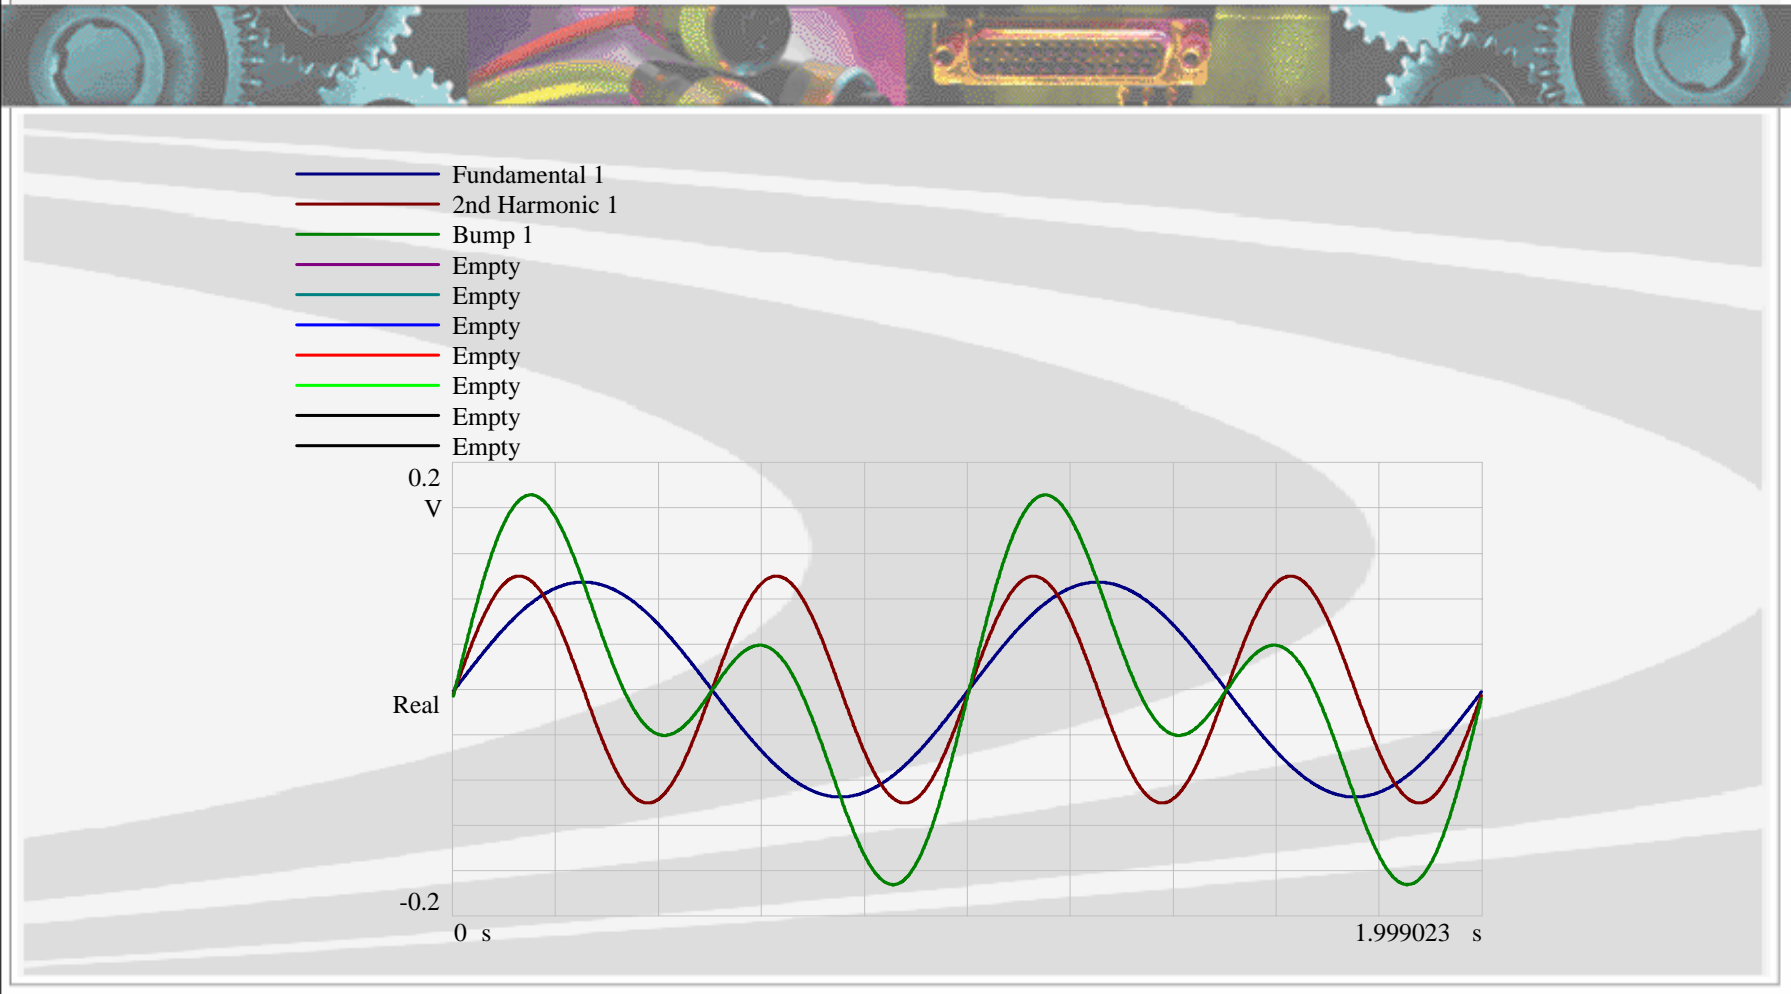 Fundamental 1
2nd Harmonic 1
Bump 1
Empty
Empty
Empty
Empty
Empty
Empty
Empty
0.2
V
Real
-0.2
0 s
1.999023 s